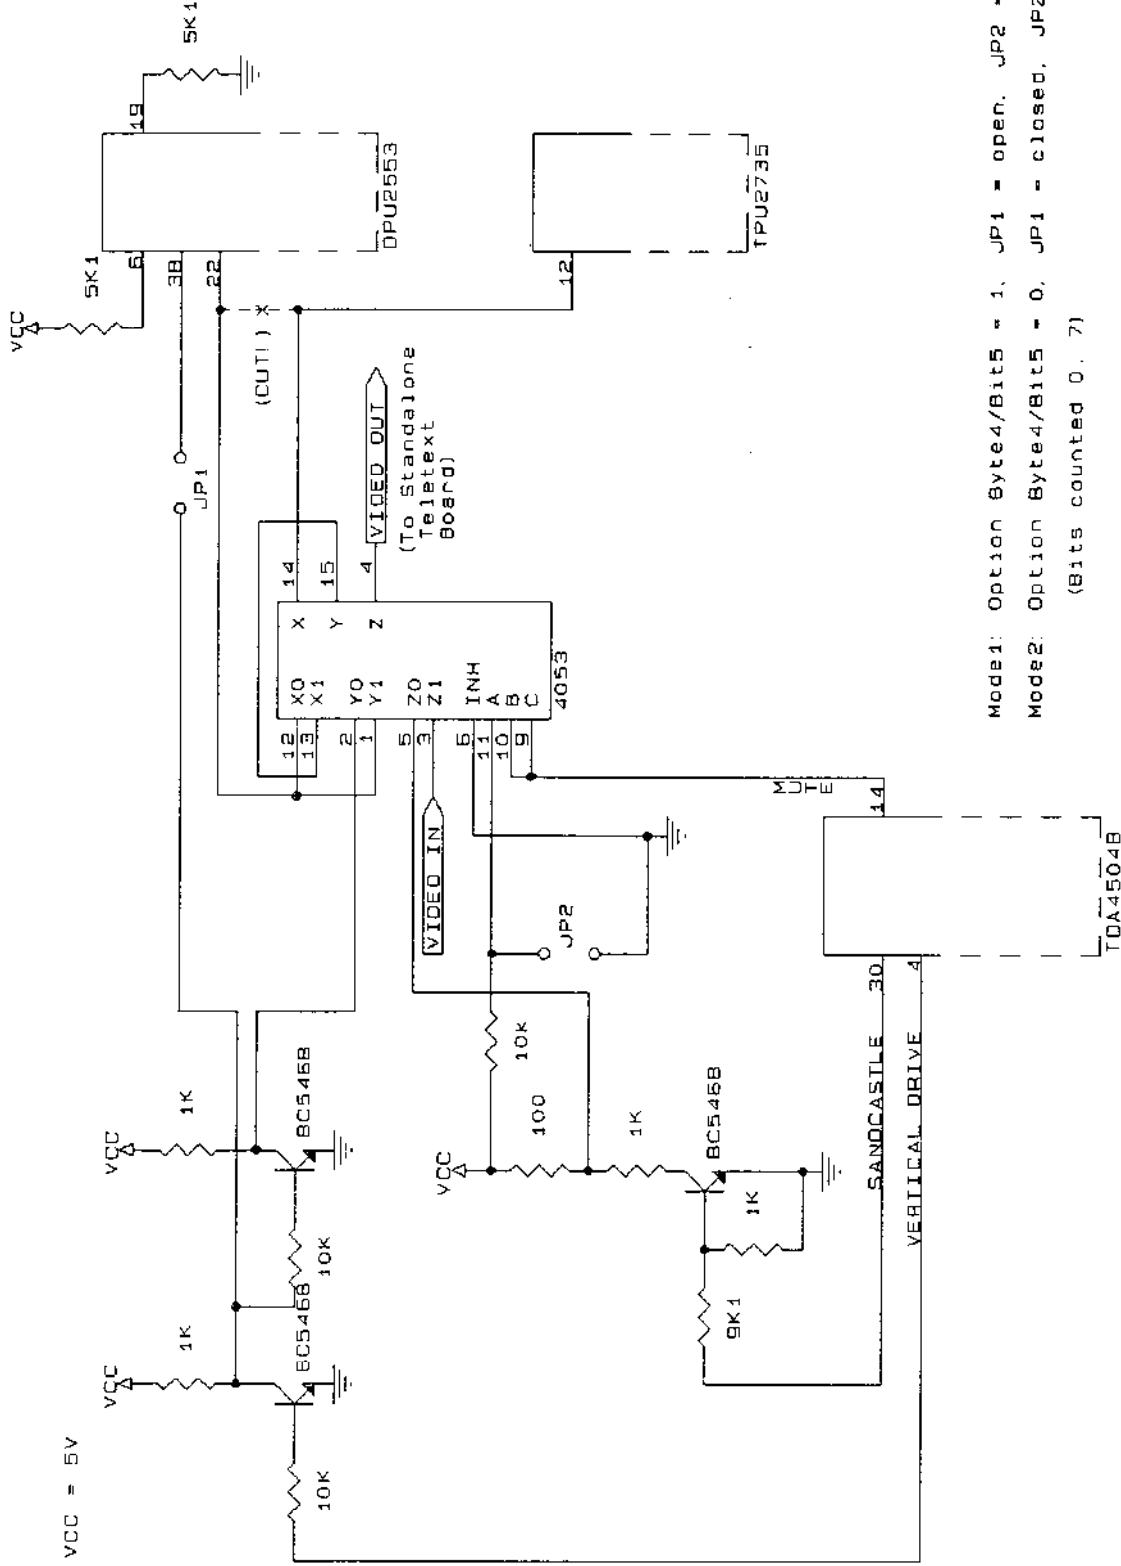 VCC = 5V
VCC
1K
10K
BC546B
VCC
1K
10K
BC546B
VCC
10K
100
1K
BC546B
1K
9K1
SANDCASTLE
VERTICAL DRIVE
30
4
TDA4504B
14
MUTE
JP2
VIDEO IN
12
13
2
1
5
3
6
11
10
9
X0
X1
Y0
Y1
Z0
Z1
INH
A
B
C
X
Y
Z
4053
14
15
4
VIDEO OUT
(To Standalone
Teletext
Board)
JP1
(CUT!)
VCC
5K1
6
38
22
19
5K1
DPU2553
12
TPU2735
Mode1: Option Byte4/Bit5 = 1, JP1 = open, JP2 =
Mode2: Option Byte4/Bit5 = 0, JP1 = closed, JP2
(Bits counted 0. 7)